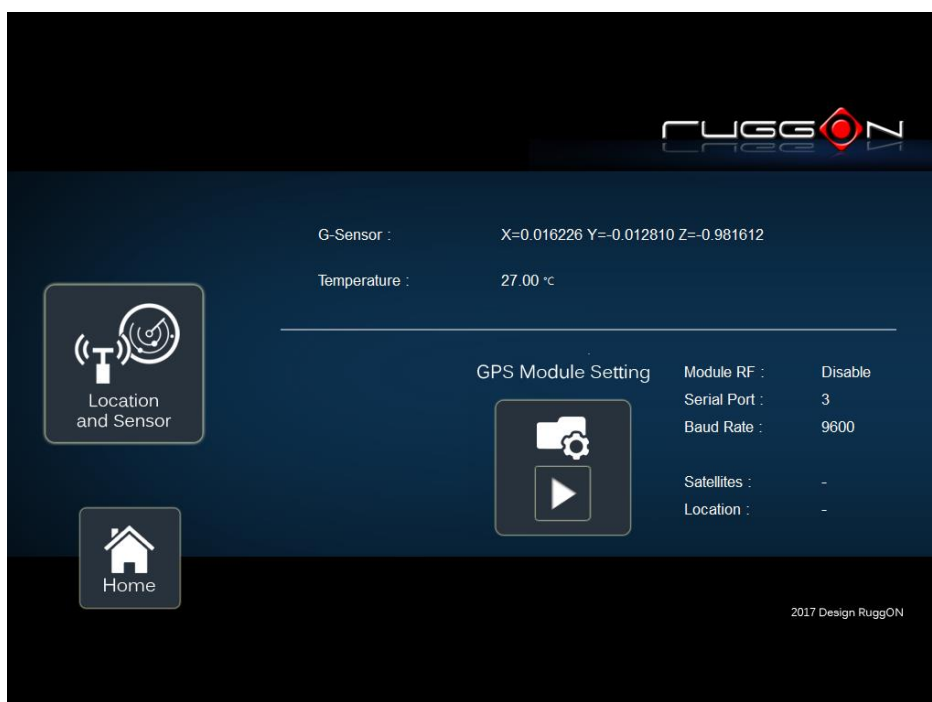 RUGGON
G-Sensor : X=0.016226 Y=-0.012810 Z=-0.981612
Temperature : 27.00 °C
Location
and Sensor
GPS Module Setting
Module RF : Disable
Serial Port : 3
Baud Rate : 9600
Satellites : -
Location : -
Home
2017 Design RuggON